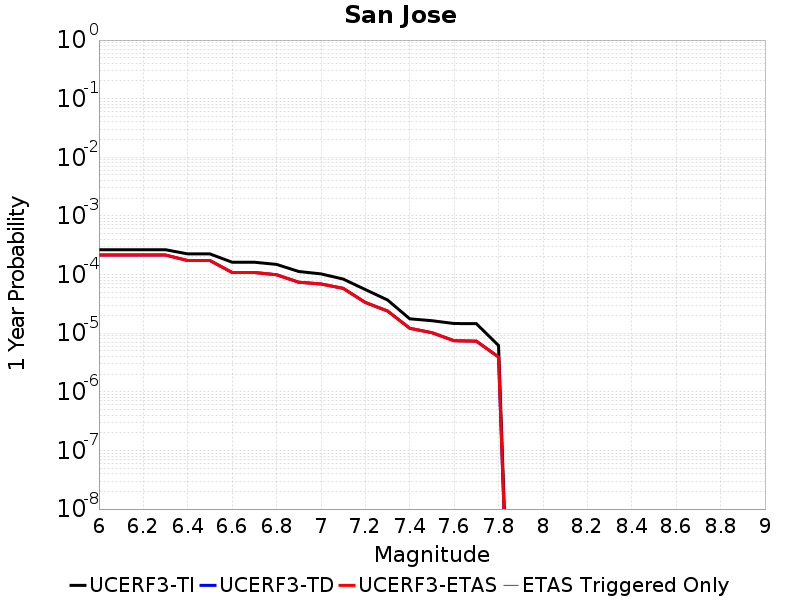 San Jose
1 Year Probability
10^0
10^-1
10^-2
10^-3
10^-4
10^-5
10^-6
10^-7
10^-8
6 6.2 6.4 6.6 6.8 7 7.2 7.4 7.6 7.8 8 8.2 8.4 8.6 8.8 9
Magnitude
UCERF3-TI UCERF3-TD UCERF3-ETAS ETAS Triggered Only